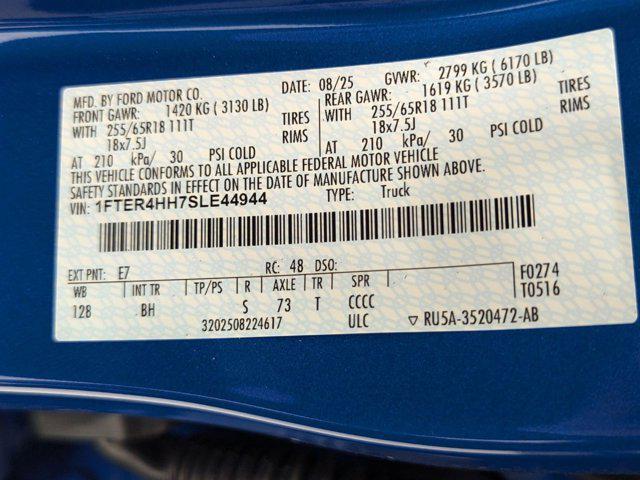 MFD. BY FORD MOTOR CO. DATE: 08/25 GVWR: 2799 KG ( 6170 LB)
FRONT GAWR: 1420 KG ( 3130 LB) REAR GAWR: 1619 KG ( 3570 LB)
WITH 255/65R18 111T TIRES WITH 255/65R18 111T TIRES
18x7.5J RIMS 18x7.5J RIMS
AT 210 kPa/ 30 PSI COLD AT 210 kPa/ 30 PSI COLD
THIS VEHICLE CONFORMS TO ALL APPLICABLE FEDERAL MOTOR VEHICLE
SAFETY STANDARDS IN EFFECT ON THE DATE OF MANUFACTURE SHOWN ABOVE.
VIN: 1FTER4HH7SLE44944 TYPE: Truck
EXT PNT: E7 RC: 48 DSO: F0274
WB INT TR TP/PS R AXLE TR SPR T0516
128 BH S 73 T CCCC
3202508224617 ULC ▽ RU5A-3520472-AB